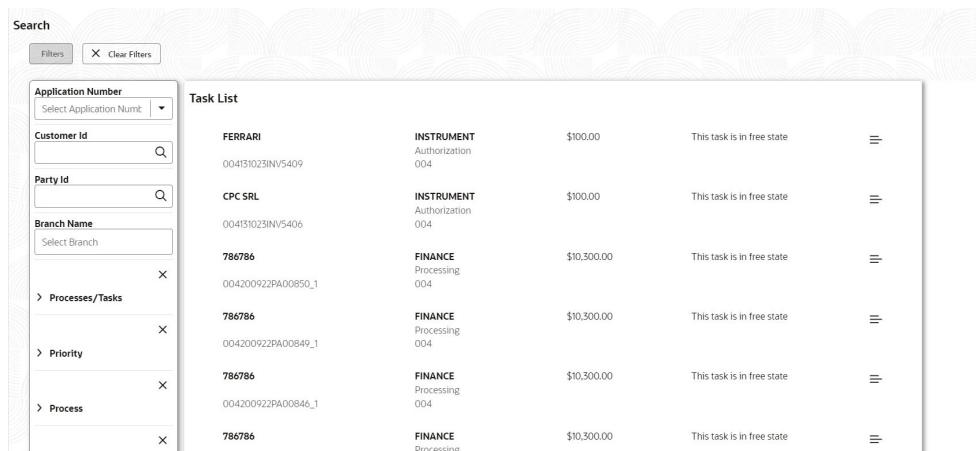 Search
Filters
Clear Filters
Application Number
Select Application Numb
Customer Id
Party Id
Branch Name
Select Branch
Processes/Tasks
Priority
Process
Task List
FERRARI INSTRUMENT $100.00 This task is in free state
Authorization
004131023INV5409 004
CPC SRL INSTRUMENT $100.00 This task is in free state
Authorization
004131023INV5406 004
786786 FINANCE $10,300.00 This task is in free state
Processing
004200922PA00850_1 004
786786 FINANCE $10,300.00 This task is in free state
Processing
004200922PA00849_1 004
786786 FINANCE $10,300.00 This task is in free state
Processing
004200922PA00846_1 004
786786 FINANCE $10,300.00 This task is in free state
Processing